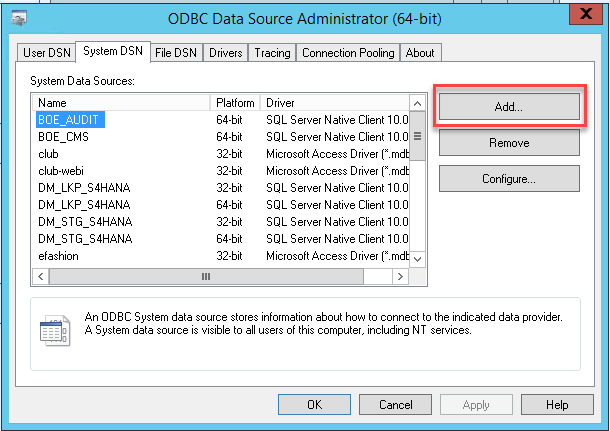 ODBC Data Source Administrator (64-bit)
User DSN System DSN File DSN Drivers Tracing Connection Pooling About
System Data Sources:
Name Platform Driver
BOE_AUDIT 64-bit SQL Server Native Client 10.0
BOE_CMS 64-bit SQL Server Native Client 10.0
club 32-bit Microsoft Access Driver (*.mdb
club-webi 32-bit Microsoft Access Driver (*.mdb
DM_LKP_S4HANA 32-bit SQL Server Native Client 10.0
DM_LKP_S4HANA 64-bit SQL Server Native Client 10.0
DM_STG_S4HANA 32-bit SQL Server Native Client 10.0
DM_STG_S4HANA 64-bit SQL Server Native Client 10.0
efashion 32-bit Microsoft Access Driver (*.mdb
Add...
Remove
Configure...
An ODBC System data source stores information about how to connect to the indicated data provider.
A System data source is visible to all users of this computer, including NT services.
OK Cancel Apply Help